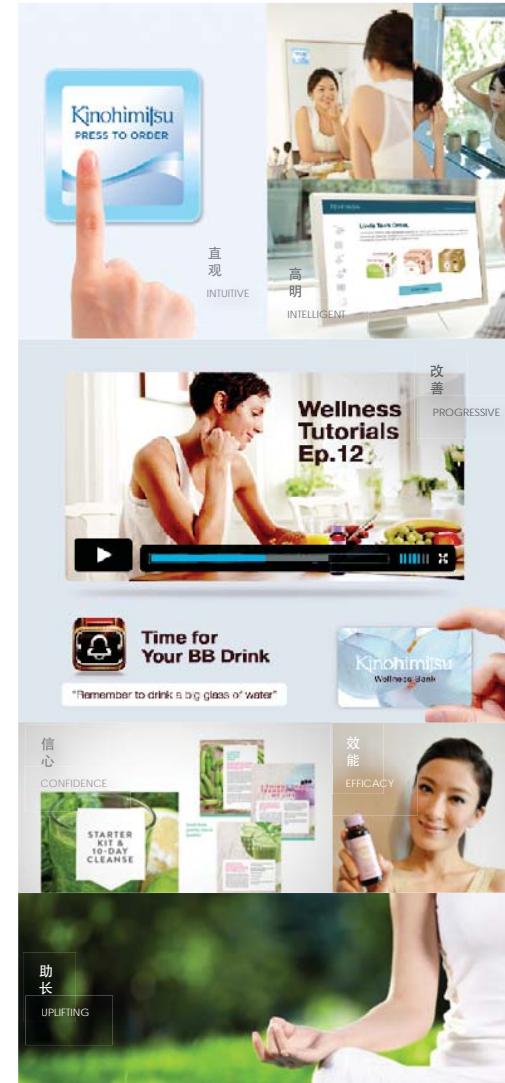 Kinohimitsu
PRESS TO ORDER
直
观
INTUITIVE
高
明
INTELLIGENT
改
善
PROGRESSIVE
Wellness
Tutorials
Ep.12
Time for
Your BB Drink
"Remember to drink a big glass of water"
Kinohimitsu
Wellness Bank
信
心
CONFIDENCE
STARTER
KIT &
10-DAY
CLEANSE
效
能
EFFICACY
助
长
UPLIFTING